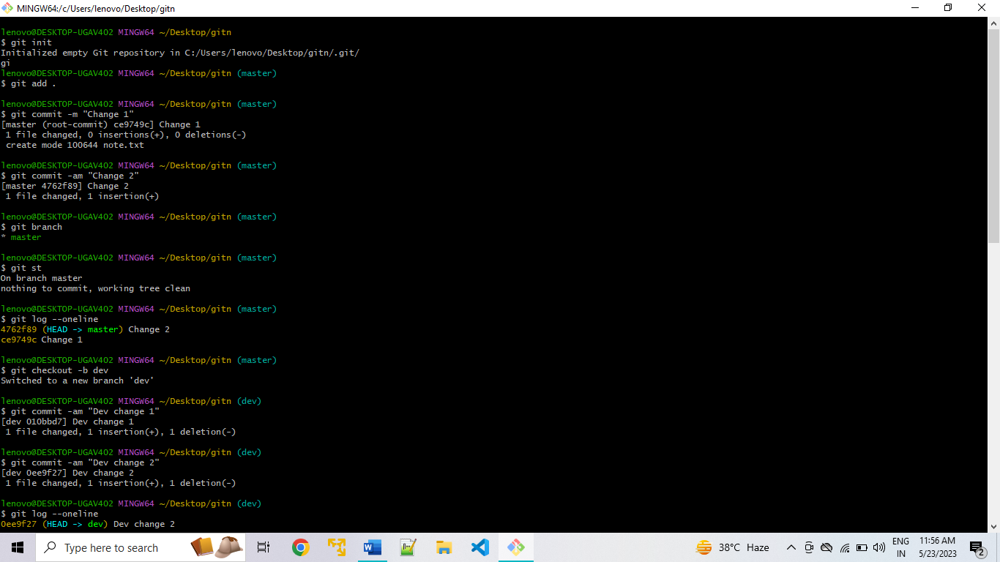 MINGW64:/c/Users/lenovo/Desktop/gitn
lenovo@DESKTOP-UGAV4O2 MINGW64 ~/Desktop/gitn
$ git init
Initialized empty Git repository in C:/Users/lenovo/Desktop/gitn/.git/
gi
lenovo@DESKTOP-UGAV4O2 MINGW64 ~/Desktop/gitn (master)
$ git add .
lenovo@DESKTOP-UGAV4O2 MINGW64 ~/Desktop/gitn (master)
$ git commit -m "Change 1"
[master (root-commit) ce9749c] Change 1
 1 file changed, 0 insertions(+), 0 deletions(-)
 create mode 100644 note.txt
lenovo@DESKTOP-UGAV4O2 MINGW64 ~/Desktop/gitn (master)
$ git commit -am "Change 2"
[master 4762f89] Change 2
 1 file changed, 1 insertion(+)
lenovo@DESKTOP-UGAV4O2 MINGW64 ~/Desktop/gitn (master)
$ git branch
* master
lenovo@DESKTOP-UGAV4O2 MINGW64 ~/Desktop/gitn (master)
$ git st
On branch master
nothing to commit, working tree clean
lenovo@DESKTOP-UGAV4O2 MINGW64 ~/Desktop/gitn (master)
$ git log --oneline
4762f89 (HEAD -> master) Change 2
ce9749c Change 1
lenovo@DESKTOP-UGAV4O2 MINGW64 ~/Desktop/gitn (master)
$ git checkout -b dev
Switched to a new branch 'dev'
lenovo@DESKTOP-UGAV4O2 MINGW64 ~/Desktop/gitn (dev)
$ git commit -am "Dev change 1"
[dev 010bbd7] Dev change 1
 1 file changed, 1 insertion(+), 1 deletion(-)
lenovo@DESKTOP-UGAV4O2 MINGW64 ~/Desktop/gitn (dev)
$ git commit -am "Dev change 2"
[dev 0ee9f27] Dev change 2
 1 file changed, 1 insertion(+), 1 deletion(-)
lenovo@DESKTOP-UGAV4O2 MINGW64 ~/Desktop/gitn (dev)
$ git log --oneline
0ee9f27 (HEAD -> dev) Dev change 2
Type here to search
38°C Haze
ENG
IN
11:56 AM
5/23/2023
2